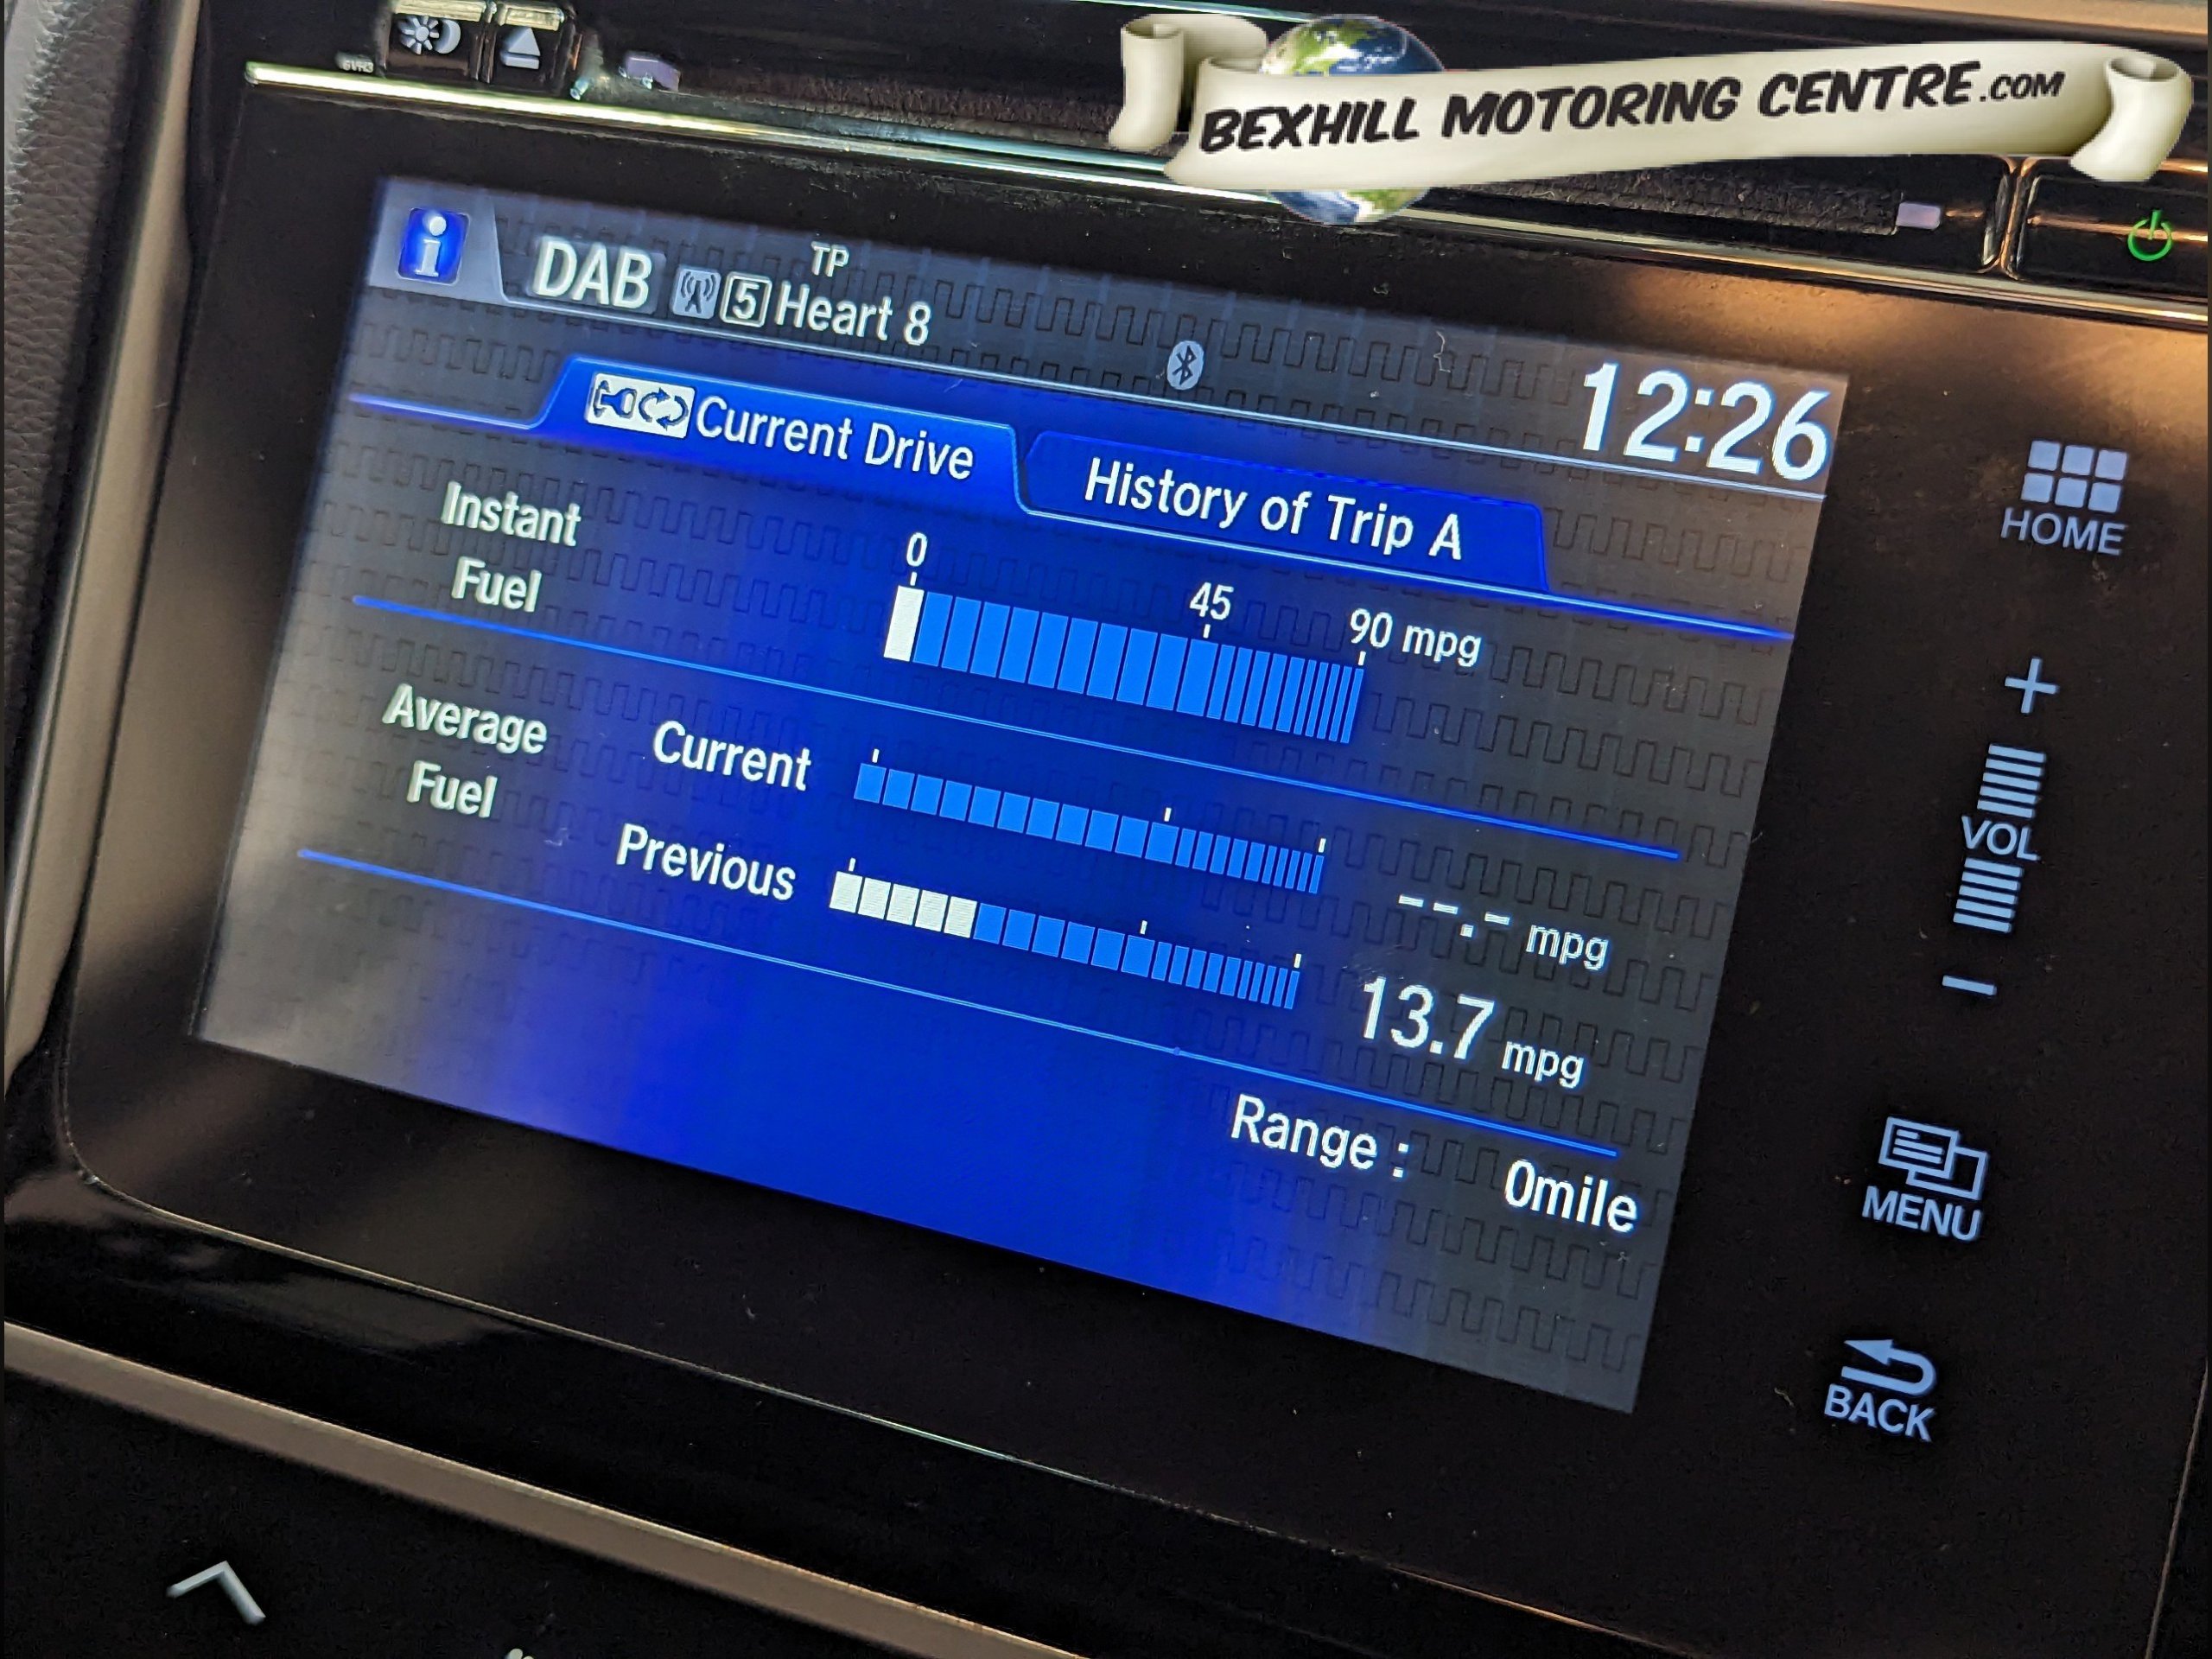 BEXHILL MOTORING CENTRE.COM
TP
DAB 5 Heart 8
12:26
Current Drive
History of Trip A
Instant
Fuel
0
45
90 mpg
Average
Fuel
Current
--.- mpg
Previous
13.7 mpg
Range : 0mile
HOME
+
VOL
−
MENU
BACK